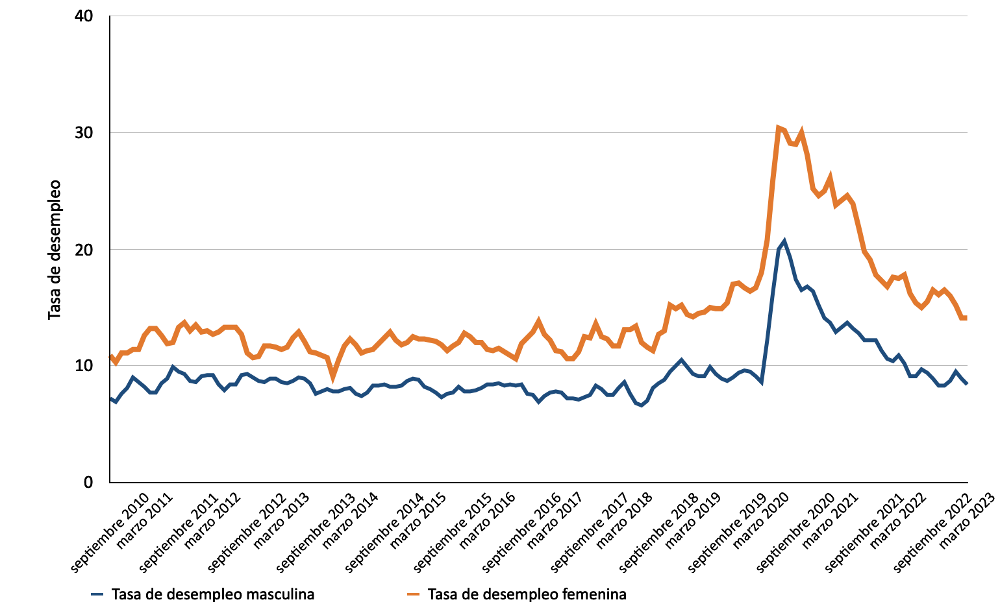 40
30
20
10
0
Tasa de desempleo
septiembre 2010
marzo 2011
septiembre 2011
marzo 2012
septiembre 2012
marzo 2013
septiembre 2013
marzo 2014
septiembre 2014
marzo 2015
septiembre 2015
marzo 2016
septiembre 2016
marzo 2017
septiembre 2017
marzo 2018
septiembre 2018
marzo 2019
septiembre 2019
marzo 2020
septiembre 2020
marzo 2021
septiembre 2021
marzo 2022
septiembre 2022
marzo 2023
Tasa de desempleo masculina
Tasa de desempleo femenina